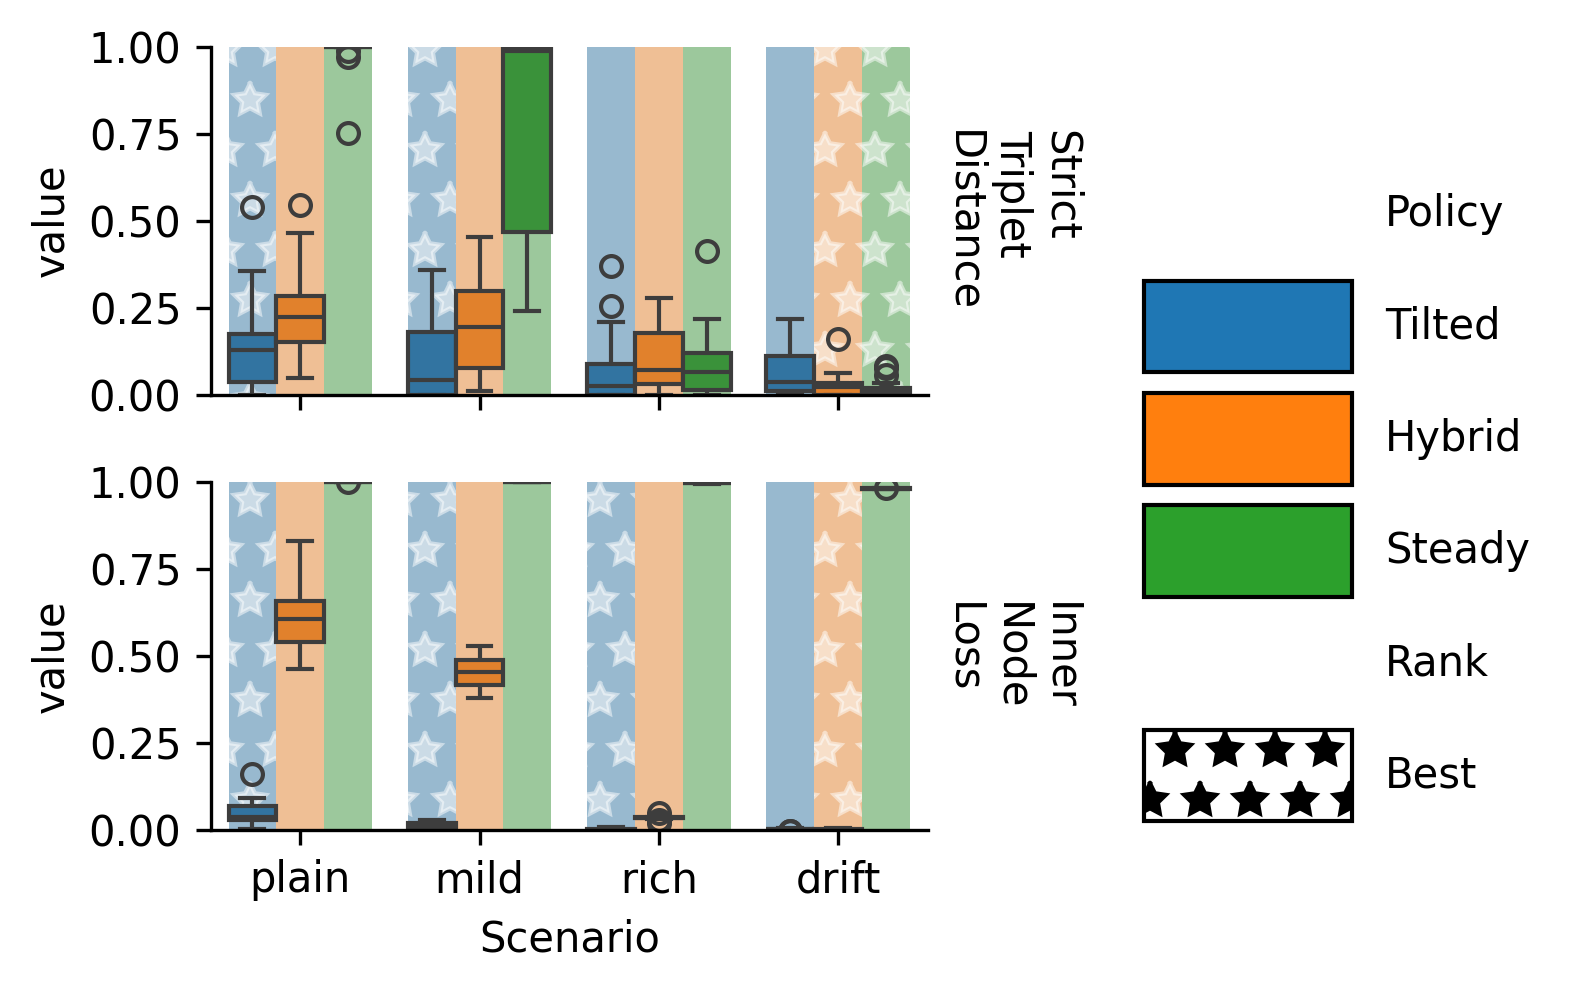 1.00
0.75
0.50
0.25
0.00
value
Strict
Triplet
Distance
1.00
0.75
0.50
0.25
0.00
value
Inner
Node
Loss
plain
mild
rich
drift
Scenario
Policy
Tilted
Hybrid
Steady
Rank
Best